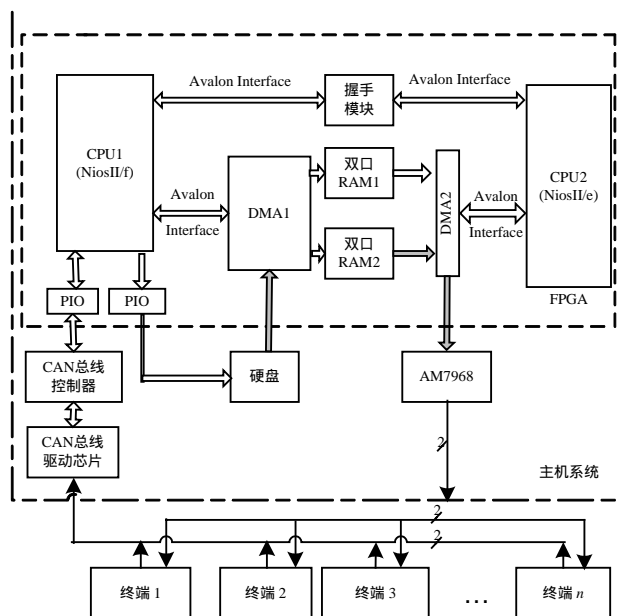 Avalon Interface
握手
模块
Avalon Interface
CPU1
(NiosII/f)
Avalon
Interface
DMA1
双口
RAM1
双口
RAM2
DMA2
Avalon
Interface
CPU2
(NiosII/e)
PIO
PIO
FPGA
CAN总线
控制器
硬盘
AM7968
CAN总线
驱动芯片
2
主机系统
2
2
终端 1
终端 2
终端 3
…
终端 n